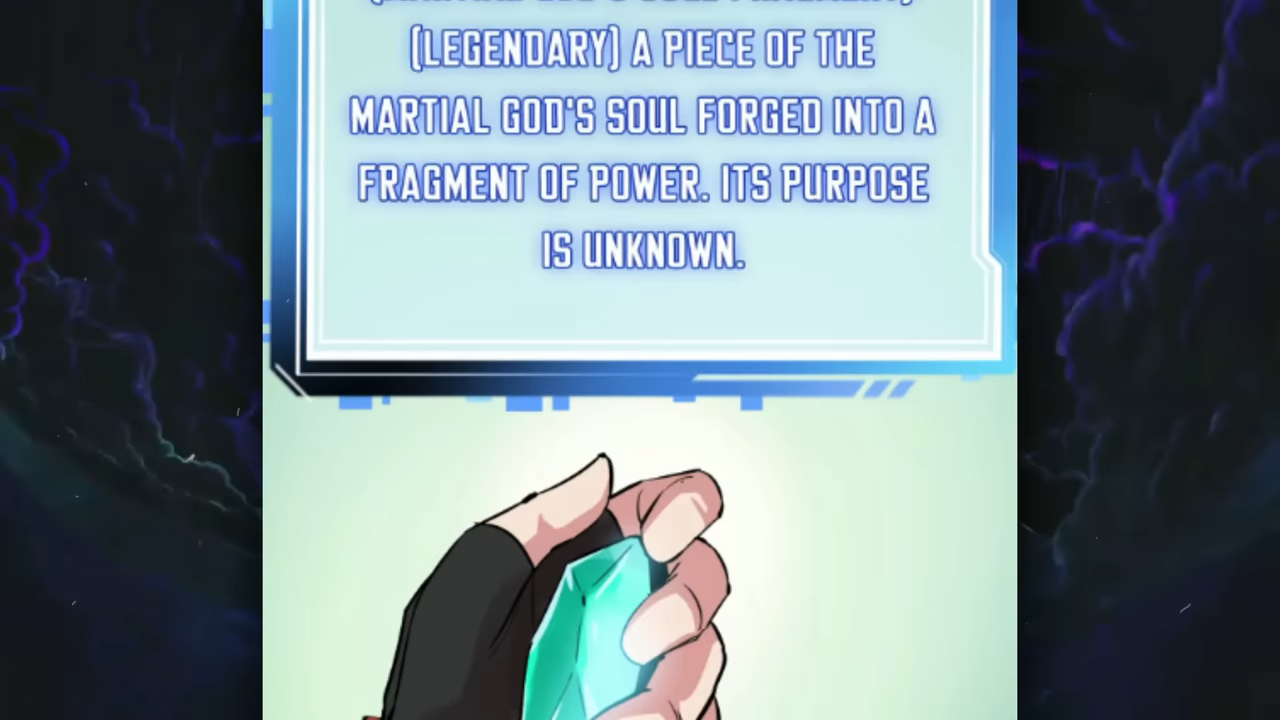 (LEGENDARY) A PIECE OF THE
MARTIAL GOD'S SOUL FORGED INTO A
FRAGMENT OF POWER. ITS PURPOSE
IS UNKNOWN.